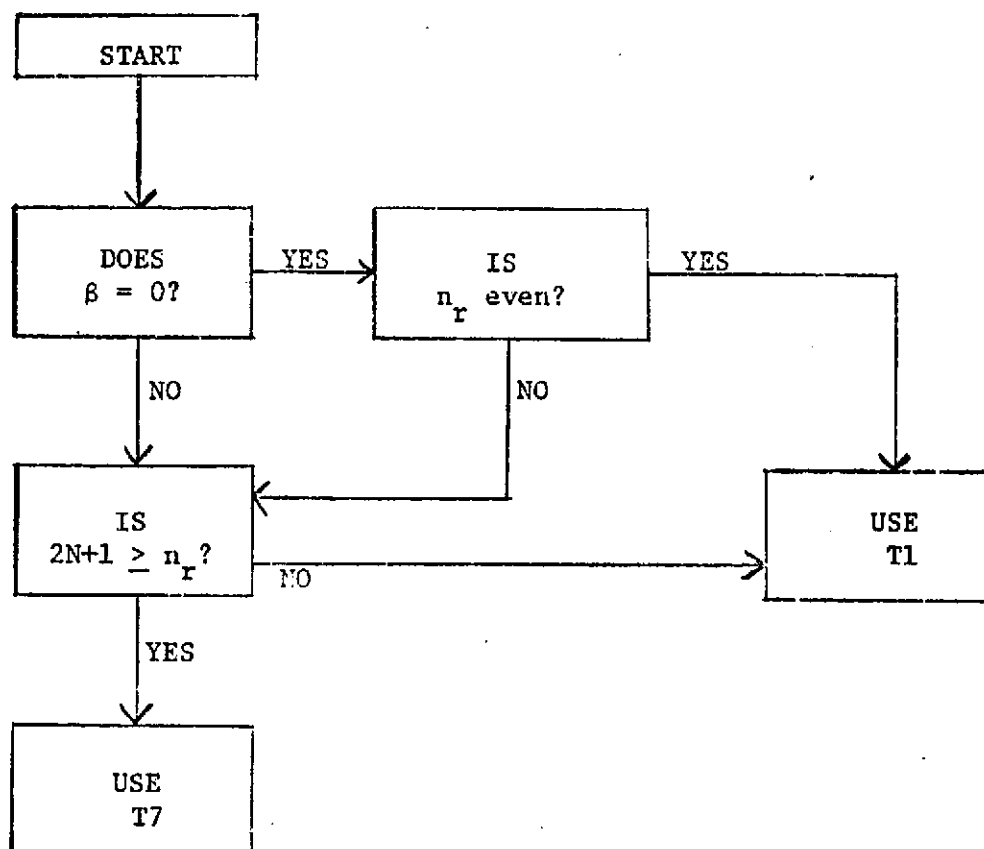 START
DOES
β = 0?
YES
IS
n_r even?
YES
NO
NO
IS
2N+1 ≥ n_r?
NO
USE
T1
YES
USE
T7